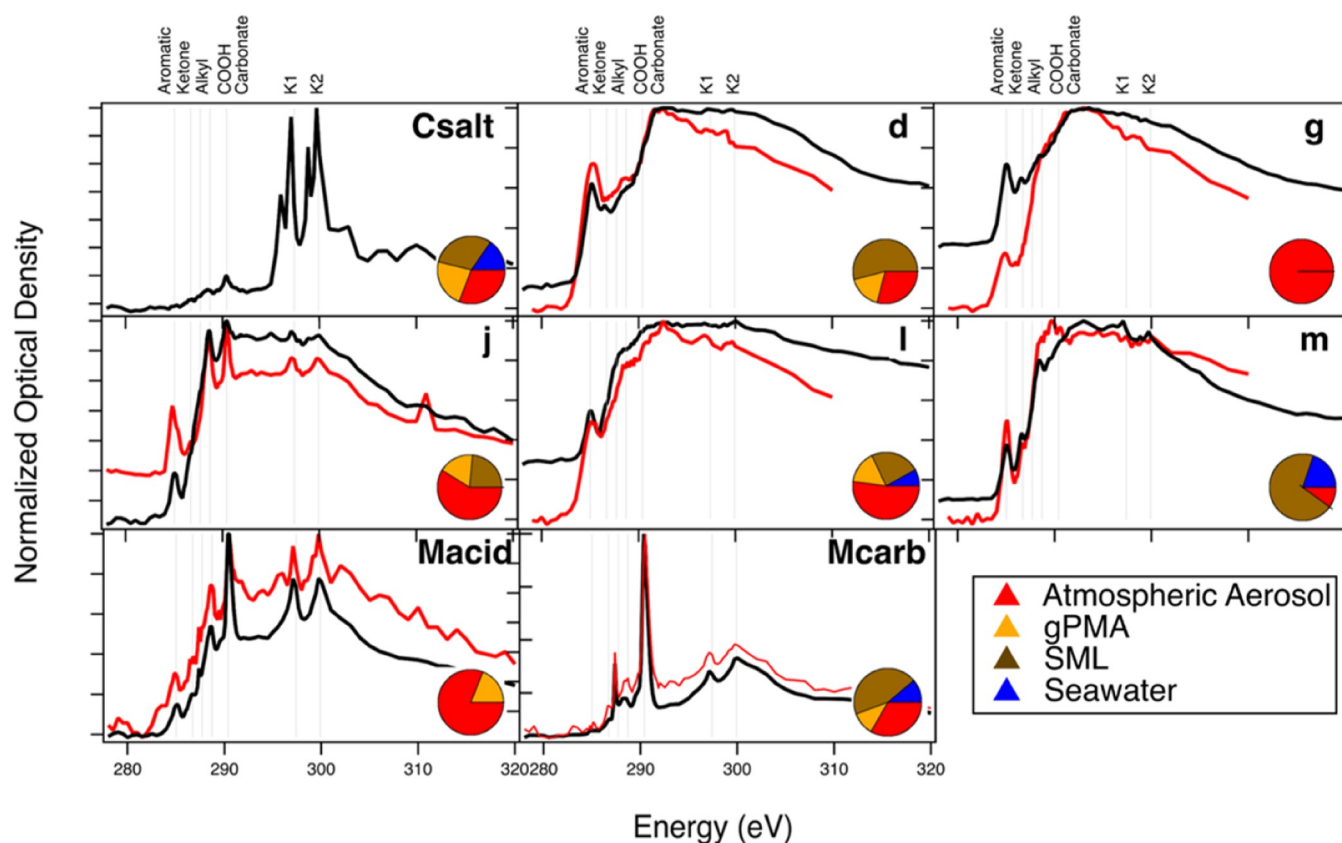 Aromatic
Ketone
Alkyl
COOH
Carbonate
K1
K2
Aromatic
Ketone
Alkyl
COOH
Carbonate
K1
K2
Aromatic
Ketone
Alkyl
COOH
Carbonate
K1
K2
Normalized Optical Density
Csalt
d
g
j
l
m
Macid
Mcarb
Atmospheric Aerosol
gPMA
SML
Seawater
280 290 300 310 320 280 290 300 310 320
Energy (eV)